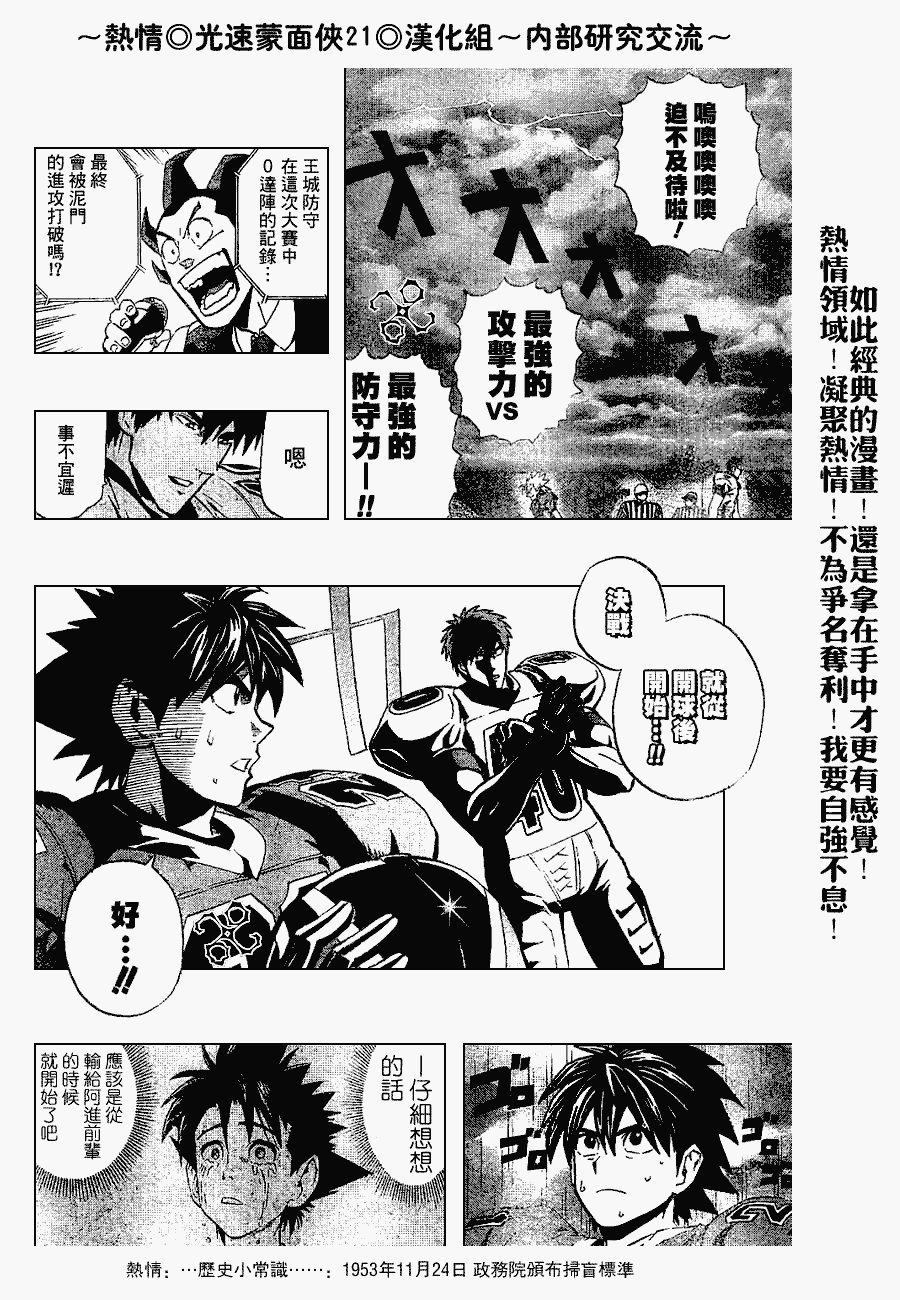 ~熱情◎光速蒙面俠21◎漢化組~內部研究交流~
如此經典的漫畫!還是拿在手中才更有感覺!
熱情領域!凝聚熱情!不為爭名奪利!我要自強不息!
嗚噢噢噢噢
迫不及待啦!
大
大
大
大
最強的
攻擊力
VS
最強的
防守力—!!
王城防守
在這次大賽中
0達陣的記錄…
最終
會被泥門
的進攻打破嗎!?
嗯
事不宜遲
決戰
就從
開球後
開始…!!
40
好…!!
ゴゴ
ゴゴ
2
—仔細想想
的話
應該是從
輸給阿進前輩
的時候
就開始了吧
熱情:…歷史小常識……:1953年11月24日 政務院頒布掃盲標準